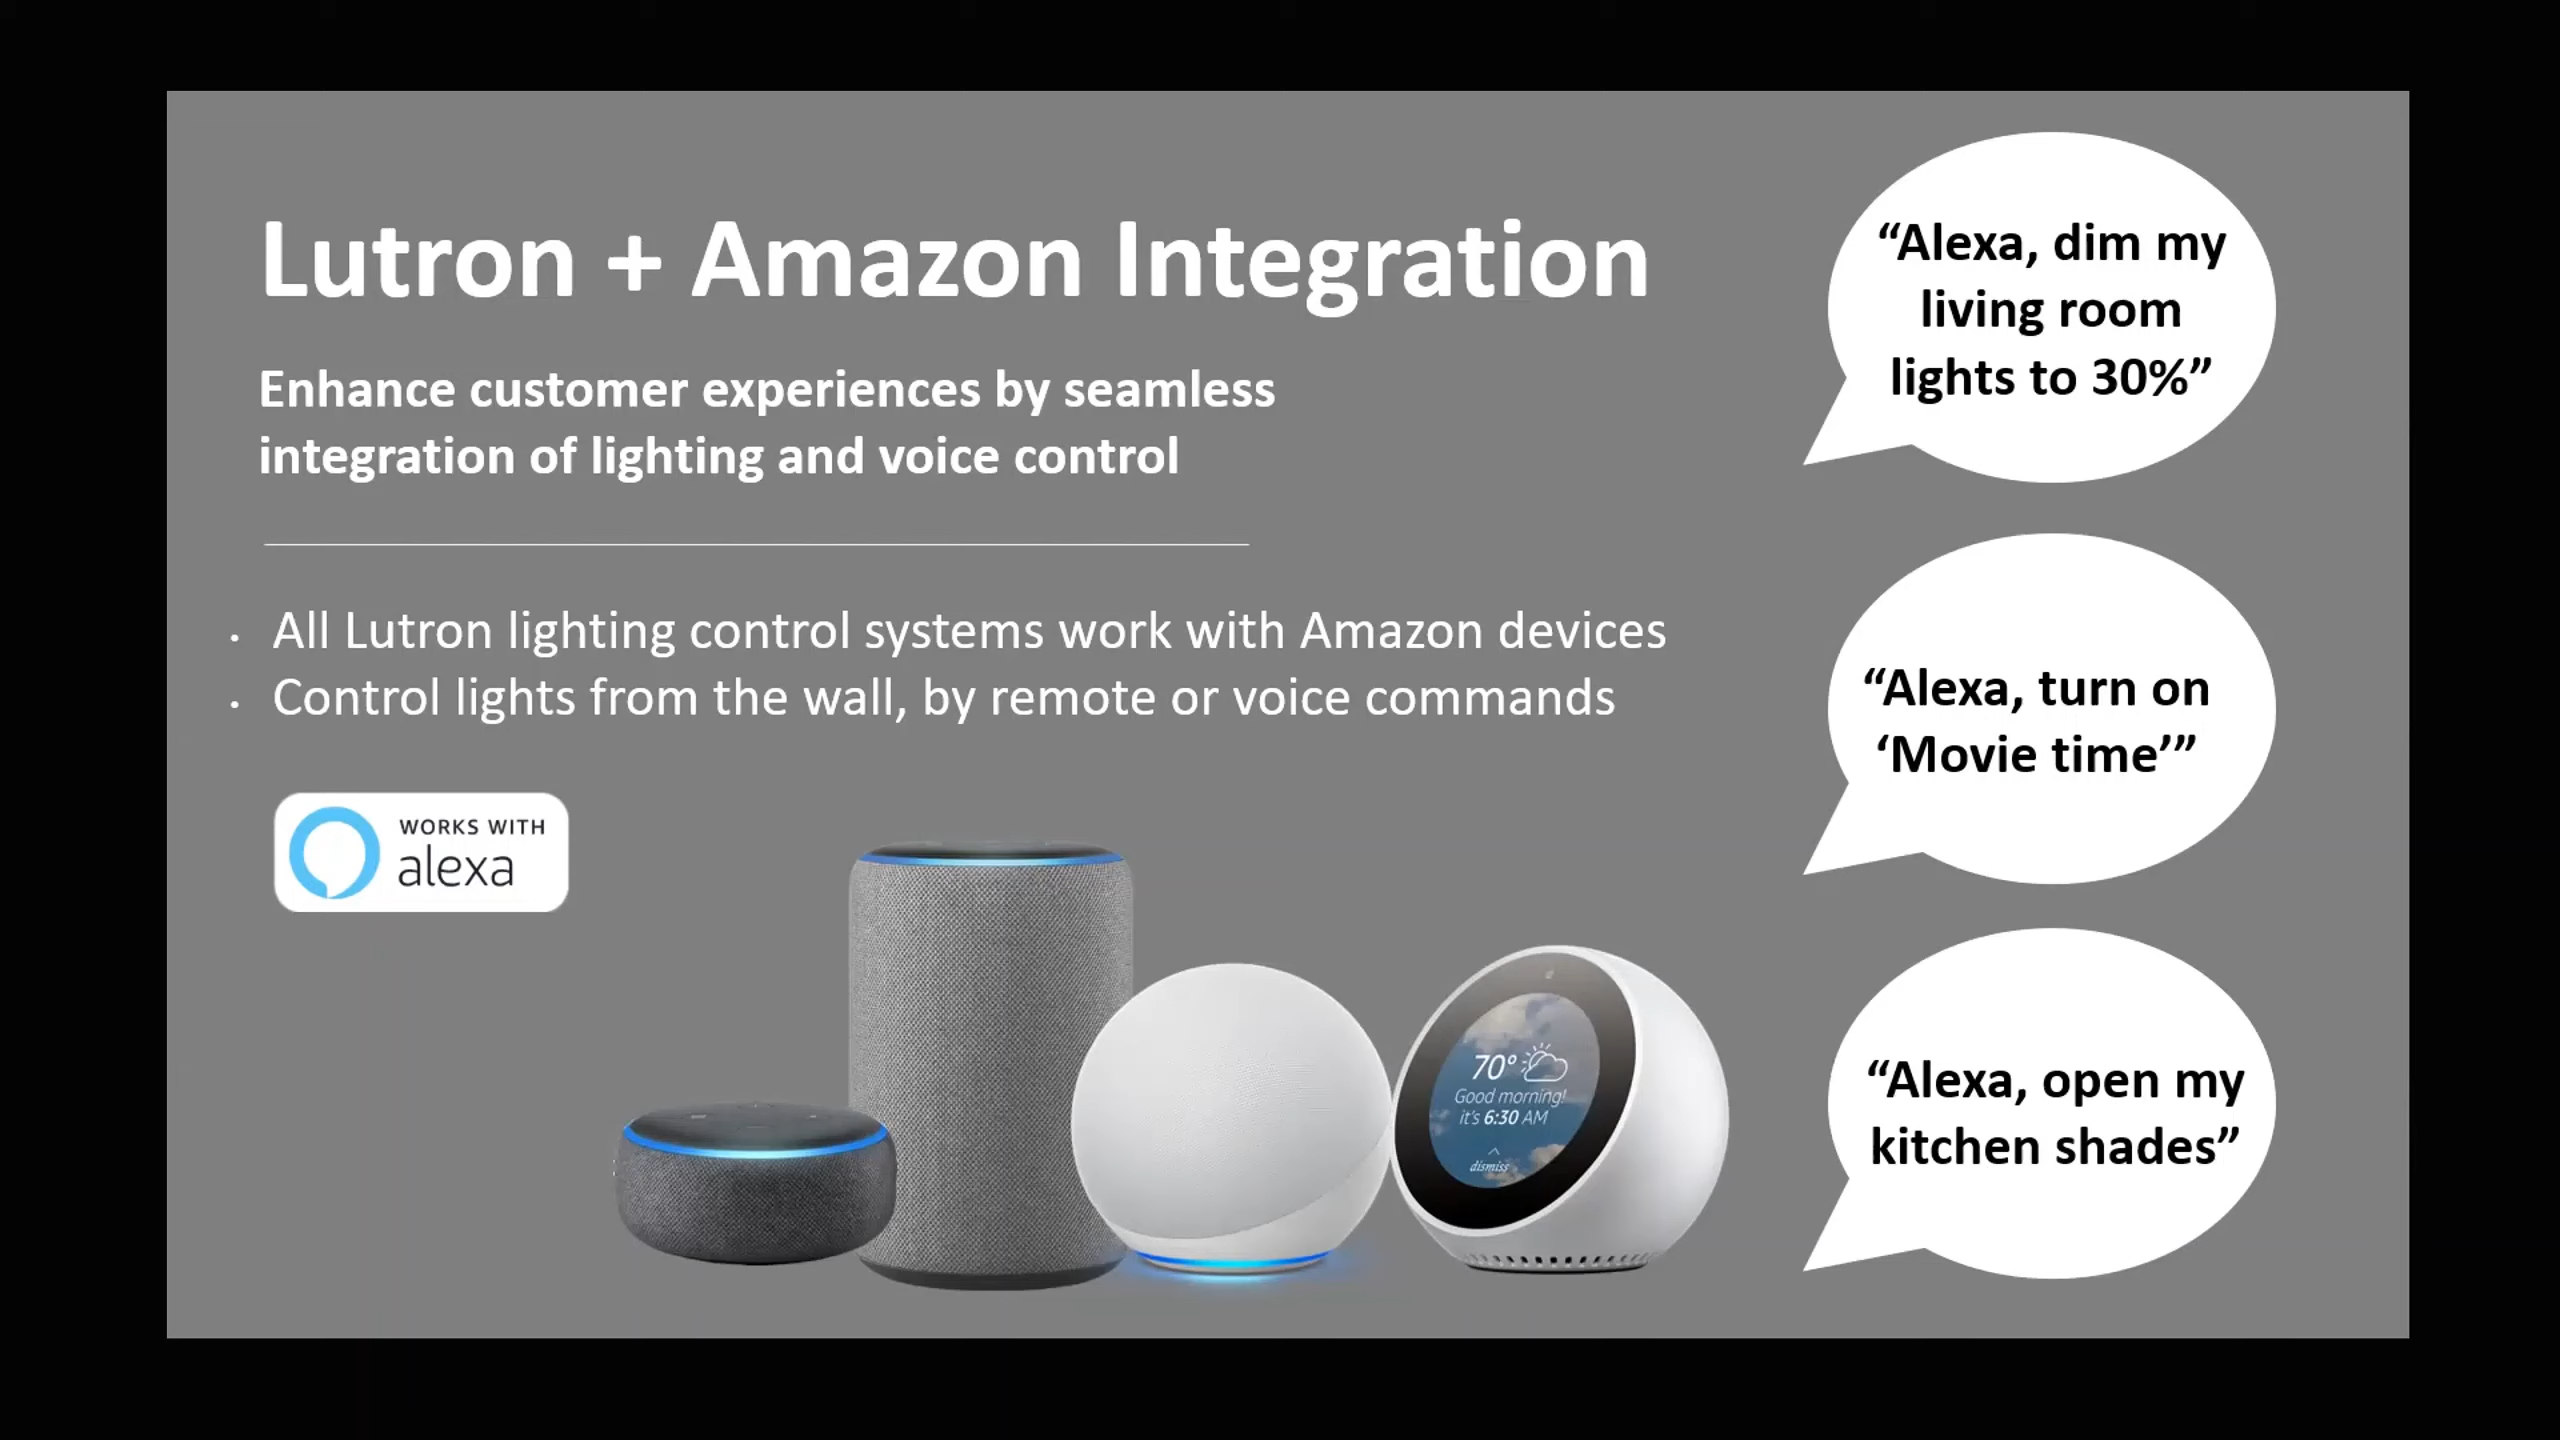 Lutron + Amazon Integration
Enhance customer experiences by seamless
integration of lighting and voice control
• All Lutron lighting control systems work with Amazon devices
• Control lights from the wall, by remote or voice commands
WORKS WITH
alexa
70°
Good morning!
it's 6:30 AM
dismiss
“Alexa, dim my
living room
lights to 30%”
“Alexa, turn on
‘Movie time’”
“Alexa, open my
kitchen shades”